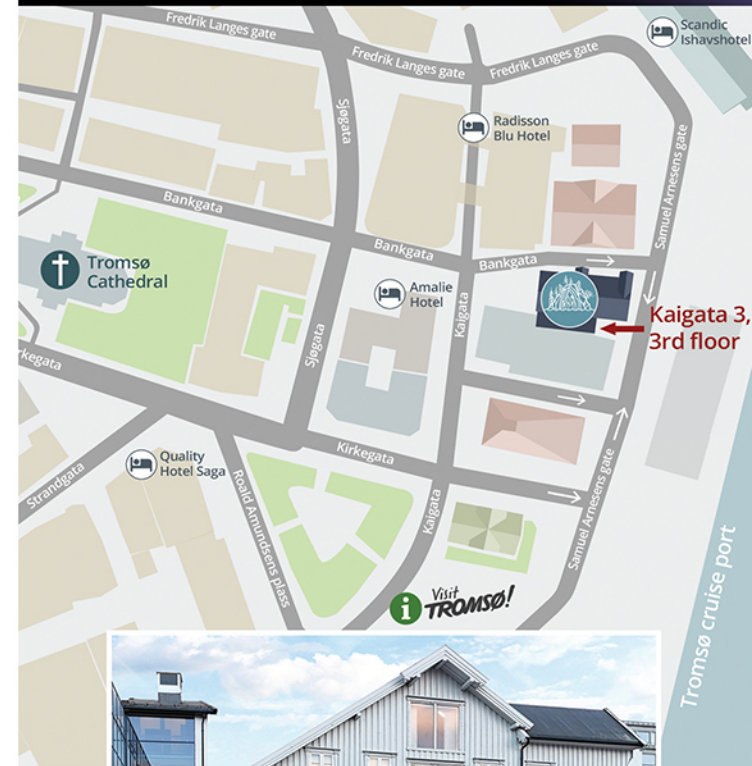 Fredrik Langes gate
Fredrik Langes gate
Fredrik Langes gate
Scandic
Ishavshotel
Sjøgata
Radisson
Blu Hotel
Samuel Arnesens gate
Bankgata
Bankgata
Bankgata
Tromsø
Cathedral
Amalie
Hotel
Kaigata
Kaigata 3,
3rd floor
Sjøgata
rkegata
Kirkegata
Quality
Hotel Saga
Strandgata
Roald Amundsens plass
Kaigata
Samuel Arnesens gate
i
Visit
TROMSØ!
Tromsø cruise port